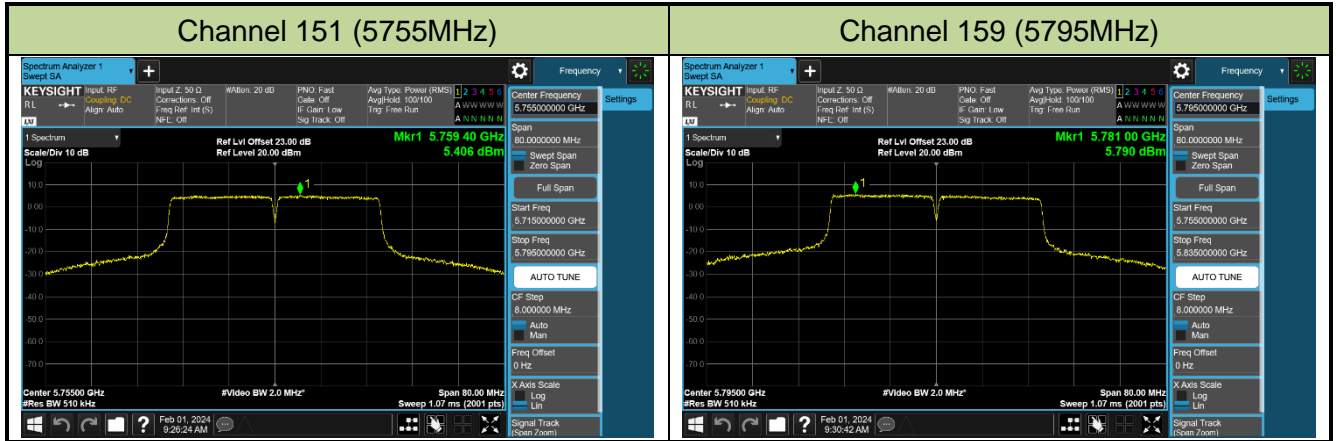 Channel 151 (5755MHz)
Channel 159 (5795MHz)
Spectrum Analyzer 1
Swept SA
Frequency
KEYSIGHT
RL
LXI
Input: RF
Coupling: DC
Align: Auto
Input Z: 50 Ω
Corrections: Off
Freq Ref: Int (S)
NFE: Off
#Atten: 20 dB
PNO: Fast
Gate: Off
IF Gain: Low
Sig Track: Off
Avg Type: Power (RMS)
Avg|Hold: 100/100
Trig: Free Run
1 2 3 4 5 6
A W W W W W
A N N N N N
1 Spectrum
Scale/Div 10 dB
Log
Ref Lvl Offset 23.00 dB
Ref Level 20.00 dBm
Mkr1 5.759 40 GHz
5.406 dBm
1
10.0
0.00
-10.0
-20.0
-30.0
-40.0
-50.0
-60.0
-70.0
Center 5.75500 GHz
#Res BW 510 kHz
#Video BW 2.0 MHz*
Span 80.00 MHz
Sweep 1.07 ms (2001 pts)
Center Frequency
5.755000000 GHz
Settings
Span
80.0000000 MHz
Swept Span
Zero Span
Full Span
Start Freq
5.715000000 GHz
Stop Freq
5.795000000 GHz
AUTO TUNE
CF Step
8.000000 MHz
Auto
Man
Freq Offset
0 Hz
X Axis Scale
Log
Lin
Signal Track
(Span Zoom)
?
Feb 01, 2024
9:26:24 AM
Spectrum Analyzer 1
Swept SA
Frequency
KEYSIGHT
RL
LXI
Input: RF
Coupling: DC
Align: Auto
Input Z: 50 Ω
Corrections: Off
Freq Ref: Int (S)
NFE: Off
#Atten: 20 dB
PNO: Fast
Gate: Off
IF Gain: Low
Sig Track: Off
Avg Type: Power (RMS)
Avg|Hold: 100/100
Trig: Free Run
1 2 3 4 5 6
A W W W W W
A N N N N N
1 Spectrum
Scale/Div 10 dB
Log
Ref Lvl Offset 23.00 dB
Ref Level 20.00 dBm
Mkr1 5.781 00 GHz
5.790 dBm
1
10.0
0.00
-10.0
-20.0
-30.0
-40.0
-50.0
-60.0
-70.0
Center 5.79500 GHz
#Res BW 510 kHz
#Video BW 2.0 MHz*
Span 80.00 MHz
Sweep 1.07 ms (2001 pts)
Center Frequency
5.795000000 GHz
Settings
Span
80.0000000 MHz
Swept Span
Zero Span
Full Span
Start Freq
5.755000000 GHz
Stop Freq
5.835000000 GHz
AUTO TUNE
CF Step
8.000000 MHz
Auto
Man
Freq Offset
0 Hz
X Axis Scale
Log
Lin
Signal Track
(Span Zoom)
?
Feb 01, 2024
9:30:42 AM